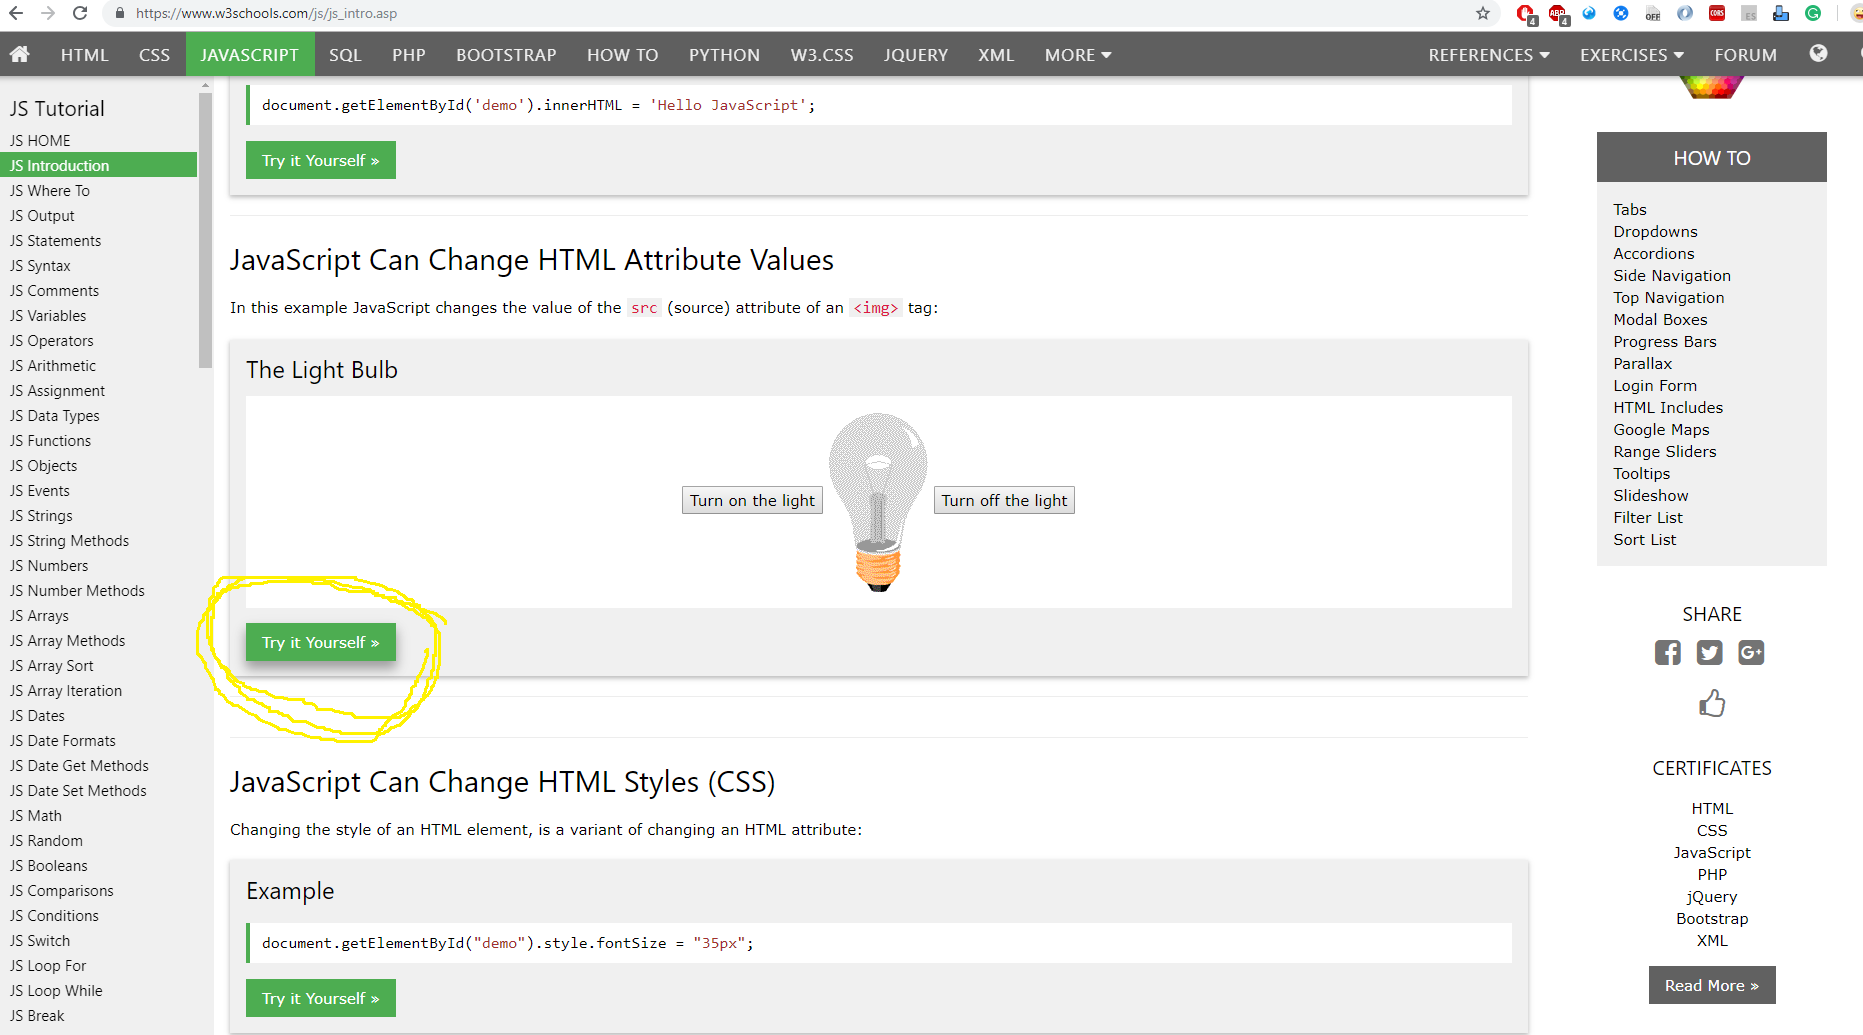 https://www.w3schools.com/js/js_intro.asp
4
ABP
4
OFF
CORS
ES
HTML
CSS
JAVASCRIPT
SQL
PHP
BOOTSTRAP
HOW TO
PYTHON
W3.CSS
JQUERY
XML
MORE
REFERENCES
EXERCISES
FORUM
JS Tutorial
JS HOME
JS Introduction
JS Where To
JS Output
JS Statements
JS Syntax
JS Comments
JS Variables
JS Operators
JS Arithmetic
JS Assignment
JS Data Types
JS Functions
JS Objects
JS Events
JS Strings
JS String Methods
JS Numbers
JS Number Methods
JS Arrays
JS Array Methods
JS Array Sort
JS Array Iteration
JS Dates
JS Date Formats
JS Date Get Methods
JS Date Set Methods
JS Math
JS Random
JS Booleans
JS Comparisons
JS Conditions
JS Switch
JS Loop For
JS Loop While
JS Break
document.getElementById('demo').innerHTML = 'Hello JavaScript';
Try it Yourself »
JavaScript Can Change HTML Attribute Values
In this example JavaScript changes the value of the src (source) attribute of an <img> tag:
The Light Bulb
Turn on the light
Turn off the light
Try it Yourself »
JavaScript Can Change HTML Styles (CSS)
Changing the style of an HTML element, is a variant of changing an HTML attribute:
Example
document.getElementById("demo").style.fontSize = "35px";
Try it Yourself »
HOW TO
Tabs
Dropdowns
Accordions
Side Navigation
Top Navigation
Modal Boxes
Progress Bars
Parallax
Login Form
HTML Includes
Google Maps
Range Sliders
Tooltips
Slideshow
Filter List
Sort List
SHARE
G+
CERTIFICATES
HTML
CSS
JavaScript
PHP
jQuery
Bootstrap
XML
Read More »